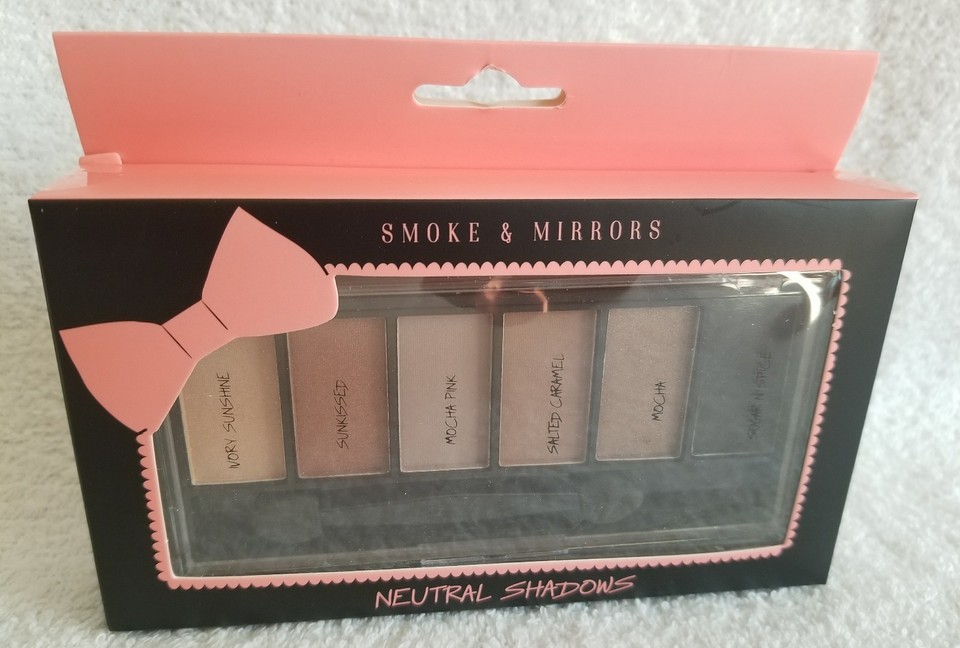 SMOKE & MIRRORS
IVORY SUNSHINE
SUNKISSED
MOCHA PINK
SALTED CARAMEL
MOCHA
SUGAR N SPICE
NEUTRAL SHADOWS